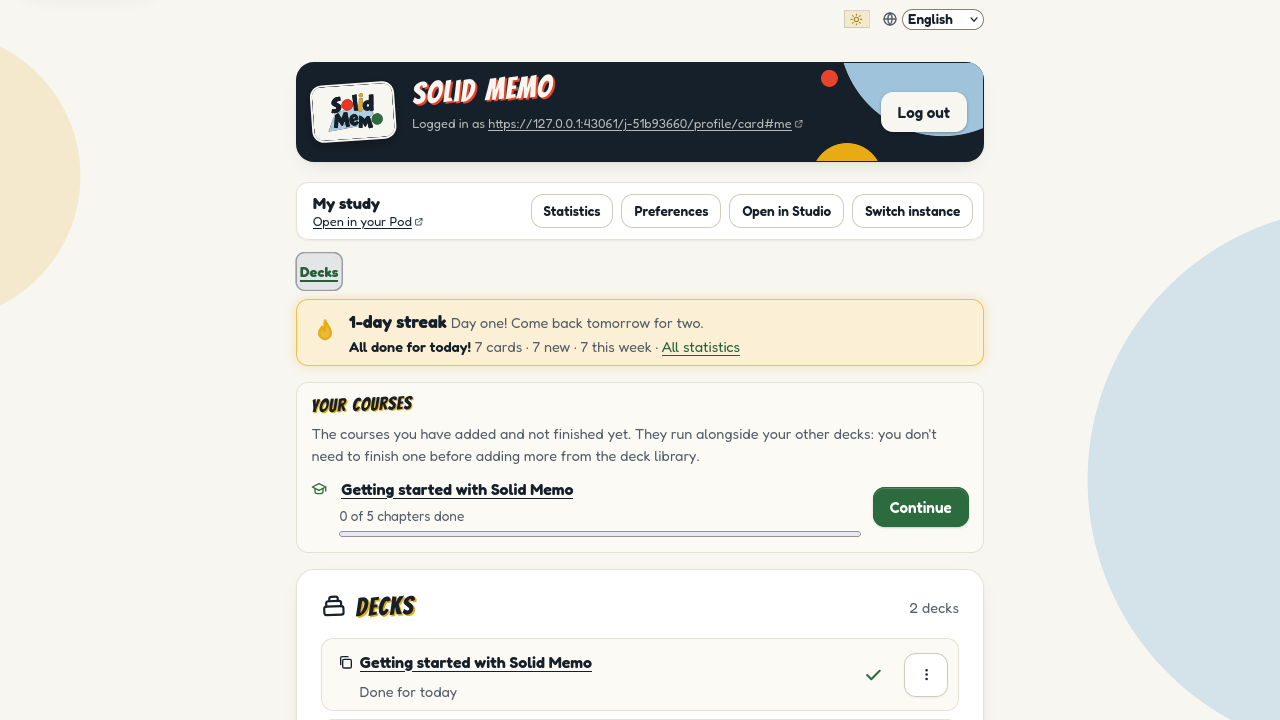 English
Solid Memo
SOLID MEMO
Logged in as https://127.0.0.1:43061/j-51b93660/profile/card#me
Log out
My study
Open in your Pod
Statistics
Preferences
Open in Studio
Switch instance
Decks
1-day streak Day one! Come back tomorrow for two.
All done for today! 7 cards · 7 new · 7 this week · All statistics
YOUR COURSES
The courses you have added and not finished yet. They run alongside your other decks: you don't
need to finish one before adding more from the deck library.
Getting started with Solid Memo
0 of 5 chapters done
Continue
DECKS
2 decks
Getting started with Solid Memo
Done for today